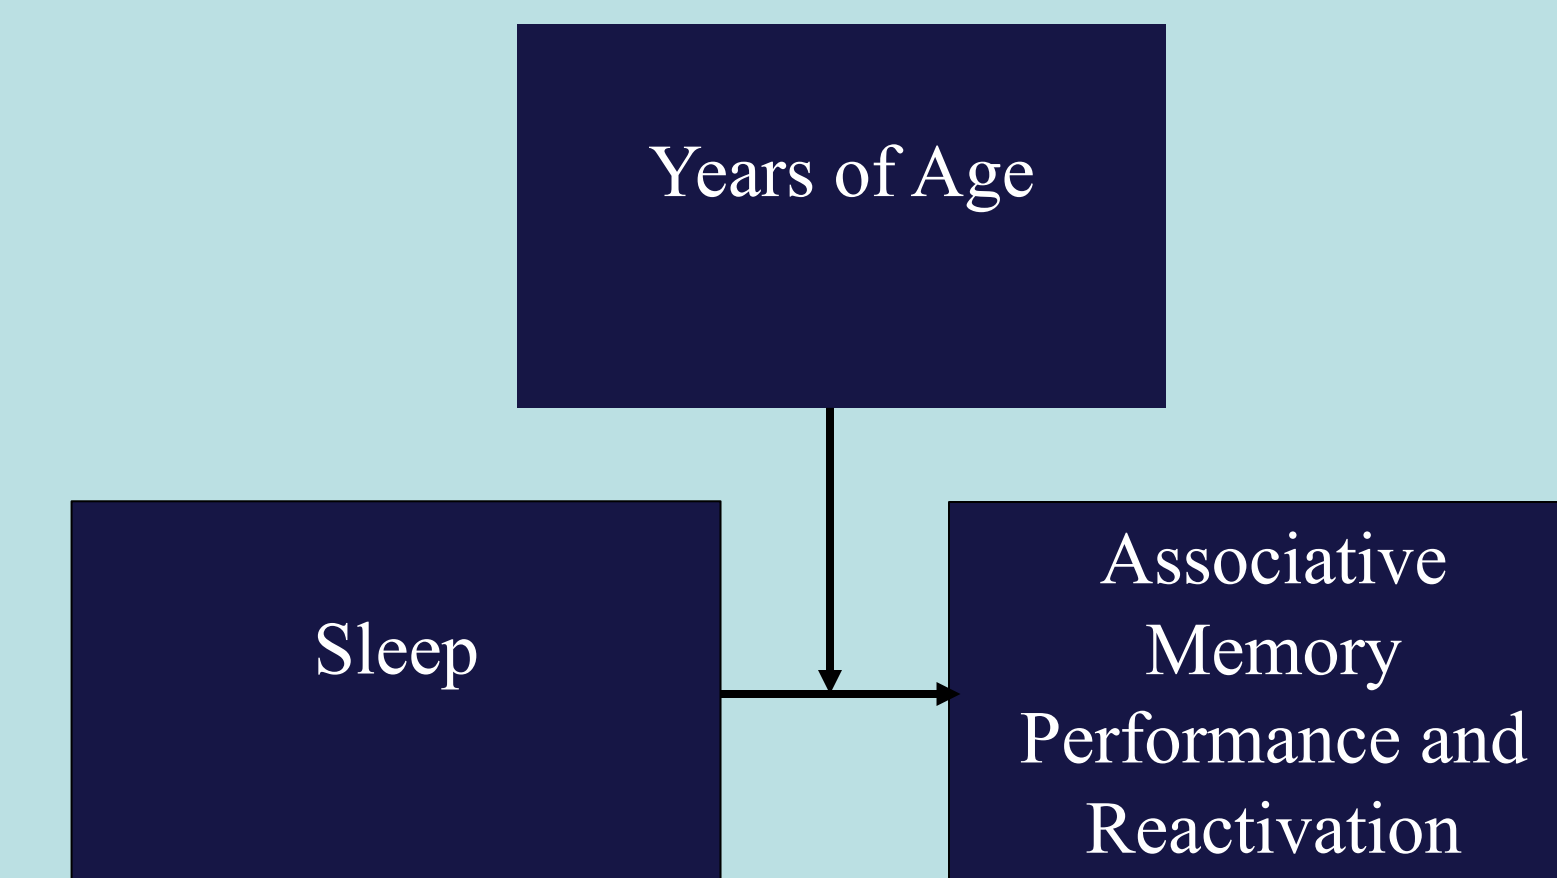 Years of Age
Sleep
Associative
Memory
Performance and
Reactivation